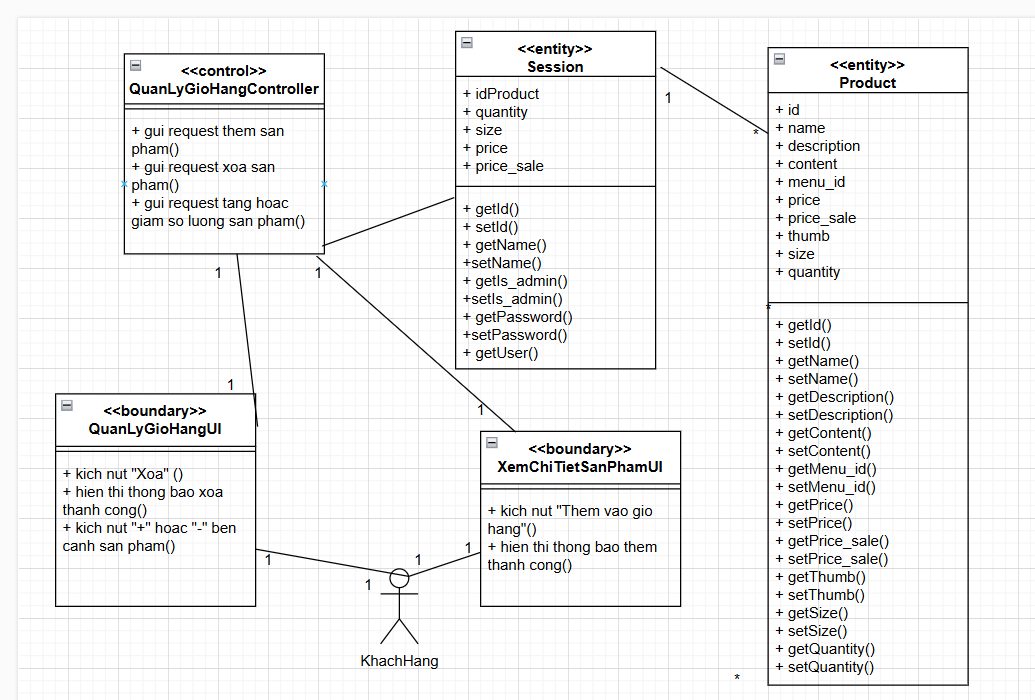 <<control>>
QuanLyGioHangController
+ gui request them san
pham()
+ gui request xoa san
pham()
+ gui request tang hoac
giam so luong san pham()
<<entity>>
Session
+ idProduct
+ quantity
+ size
+ price
+ price_sale
+ getId()
+ setId()
+ getName()
+setName()
+ getIs_admin()
+setIs_admin()
+ getPassword()
+setPassword()
+ getUser()
<<entity>>
Product
+ id
+ name
+ description
+ content
+ menu_id
+ price
+ price_sale
+ thumb
+ size
+ quantity
+ getId()
+ setId()
+ getName()
+ setName()
+ getDescription()
+ setDescription()
+ getContent()
+ setContent()
+ getMenu_id()
+ setMenu_id()
+ getPrice()
+ setPrice()
+ getPrice_sale()
+ setPrice_sale()
+ getThumb()
+ setThumb()
+ getSize()
+ setSize()
+ getQuantity()
+ setQuantity()
1
*
*
1
1
1
1
<<boundary>>
QuanLyGioHangUI
+ kich nut "Xoa" ()
+ hien thi thong bao xoa
thanh cong()
+ kich nut "+" hoac "-" ben
canh san pham()
<<boundary>>
XemChiTietSanPhamUI
+ kich nut "Them vao gio
hang"()
+ hien thi thong bao them
thanh cong()
1
1
1
1
KhachHang
*